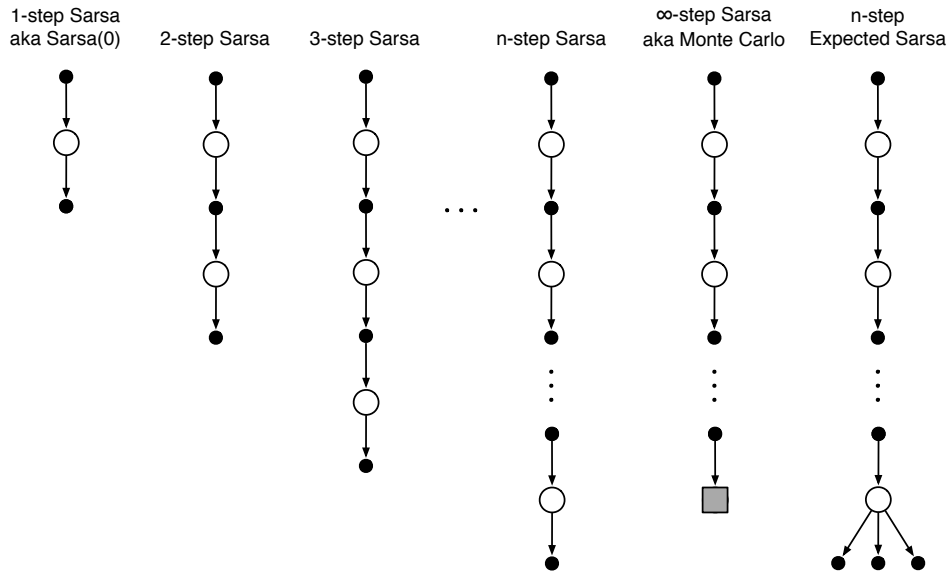 1-step Sarsa
aka Sarsa(0)
2-step Sarsa
3-step Sarsa
n-step Sarsa
∞-step Sarsa
aka Monte Carlo
n-step
Expected Sarsa